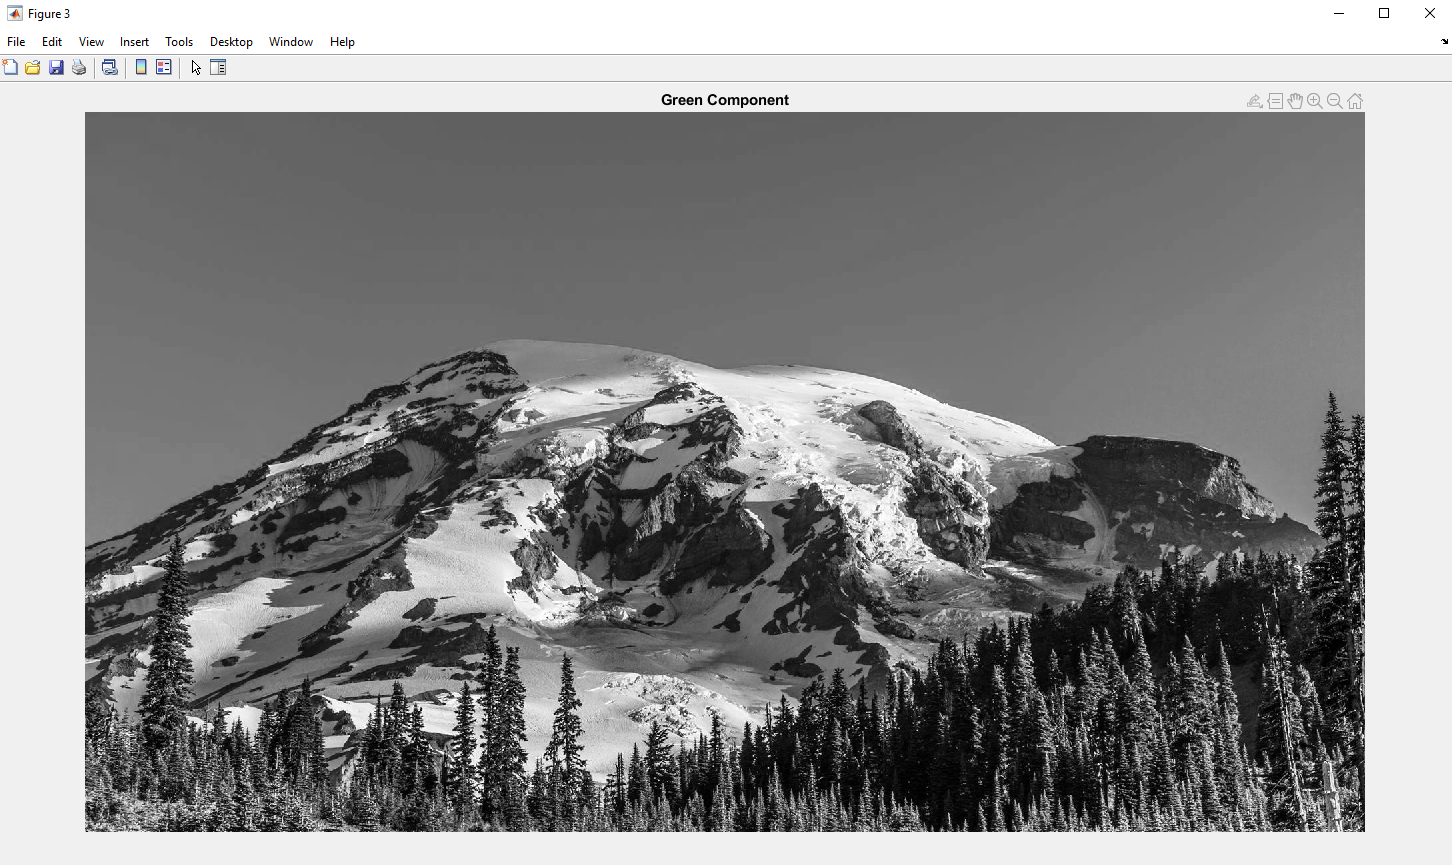 Figure 3
File Edit View Insert Tools Desktop Window Help
Green Component